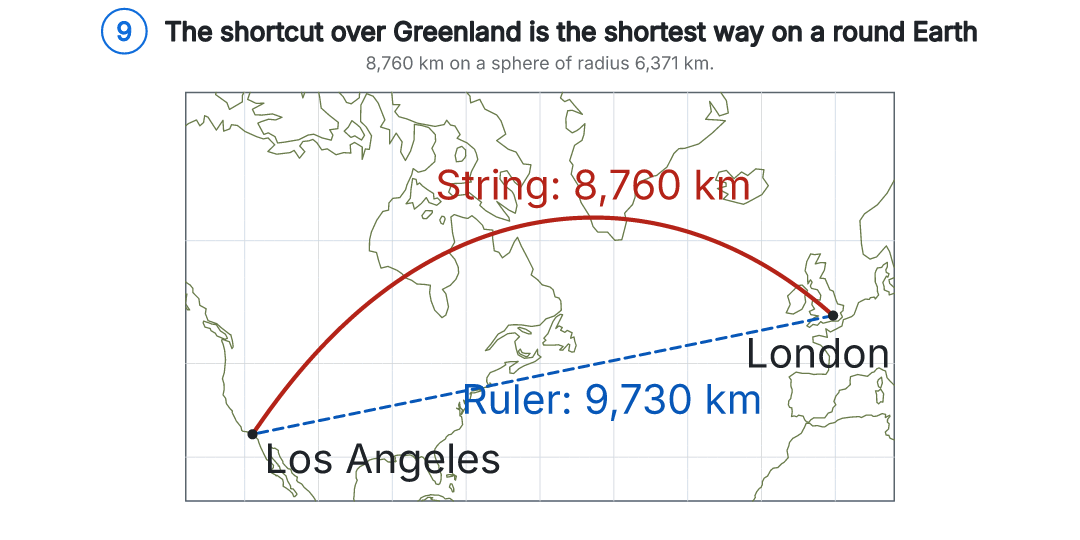 9 The shortcut over Greenland is the shortest way on a round Earth
8,760 km on a sphere of radius 6,371 km.
String: 8,760 km
London
Ruler: 9,730 km
Los Angeles